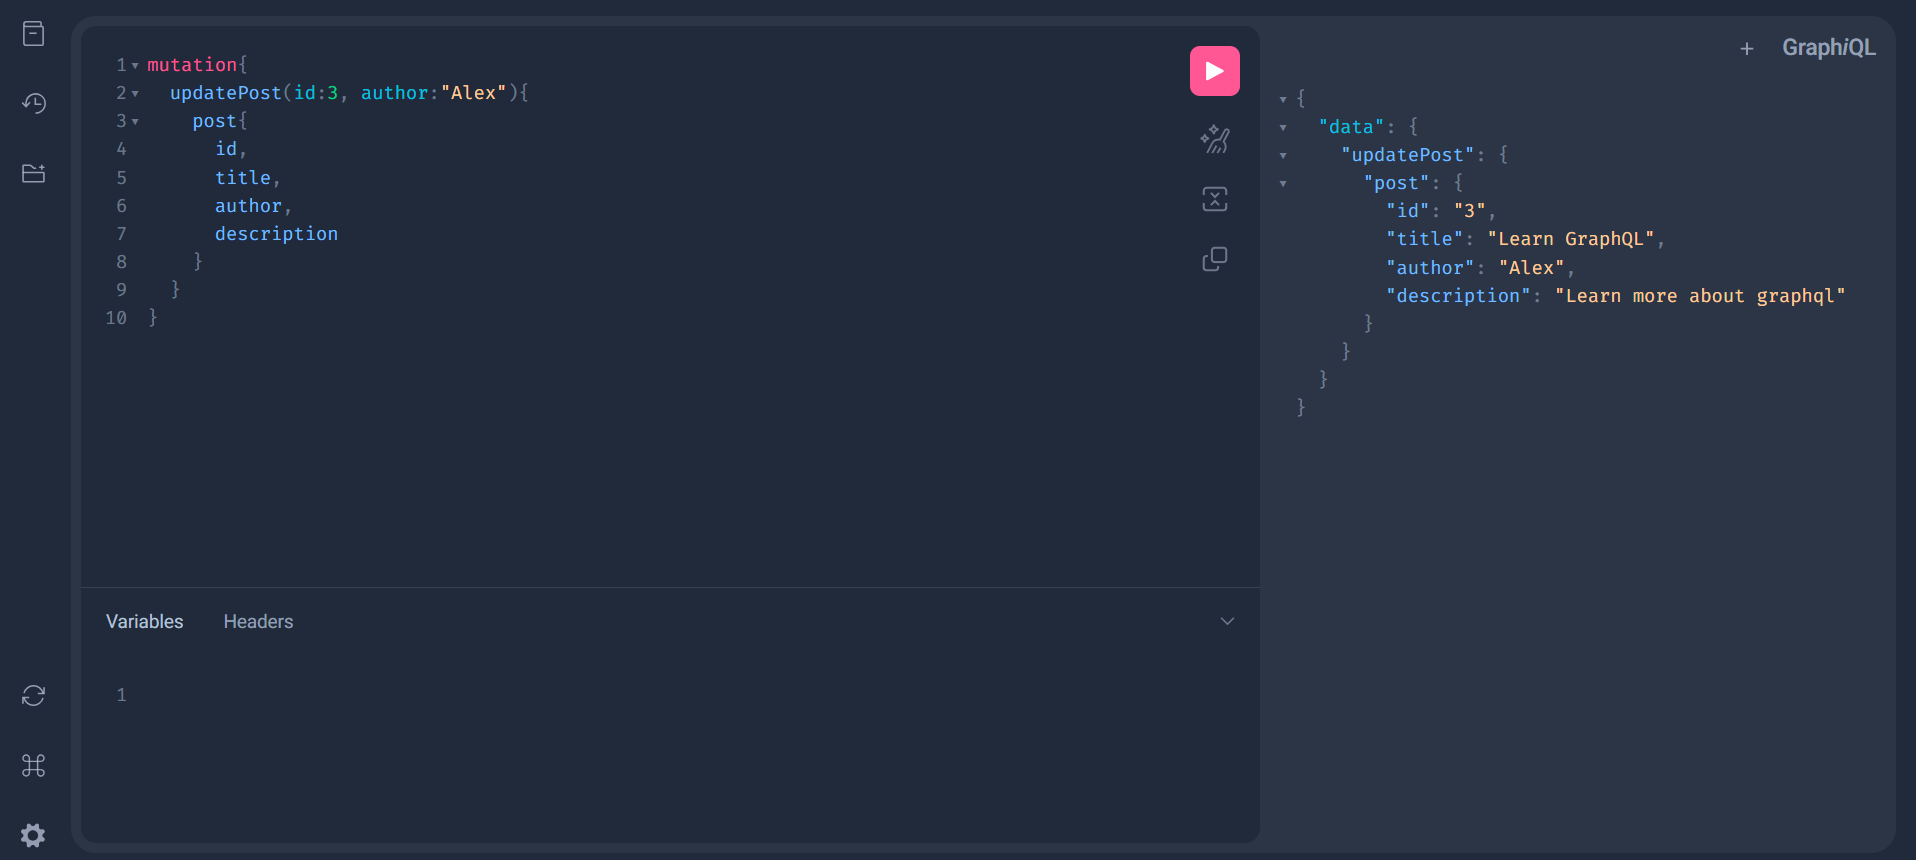 1 mutation{
2 updatePost(id:3, author:"Alex"){
3 post{
4 id,
5 title,
6 author,
7 description
8 }
9 }
10 }
Variables Headers
1
+ GraphiQL
{
"data": {
"updatePost": {
"post": {
"id": "3",
"title": "Learn GraphQL",
"author": "Alex",
"description": "Learn more about graphql"
}
}
}
}